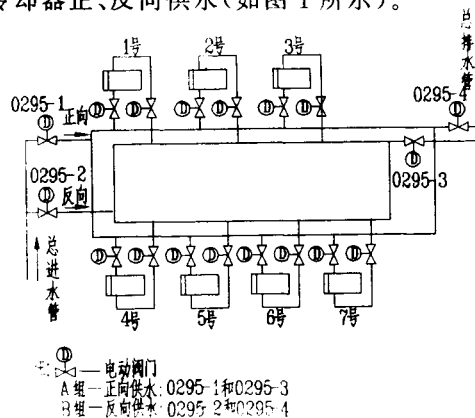 却器正、反向供水(如图1所示)。
1号
2号
3号
总排水管
0295-1
正向
0295-4
0295-2
反向
0295-3
总进水管
4号
5号
6号
7号
电动阀门
A组—正向供水:0295-1和0295-3
B组—反向供水:0295-2和0295-4